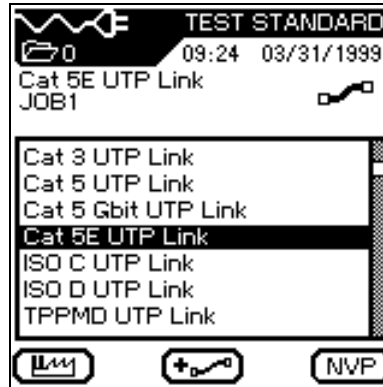 TEST STANDARD
0 09:24 03/31/1999
Cat 5E UTP Link
JOB1
Cat 3 UTP Link
Cat 5 UTP Link
Cat 5 Gbit UTP Link
Cat 5E UTP Link
ISO C UTP Link
ISO D UTP Link
TPPMD UTP Link
NVP